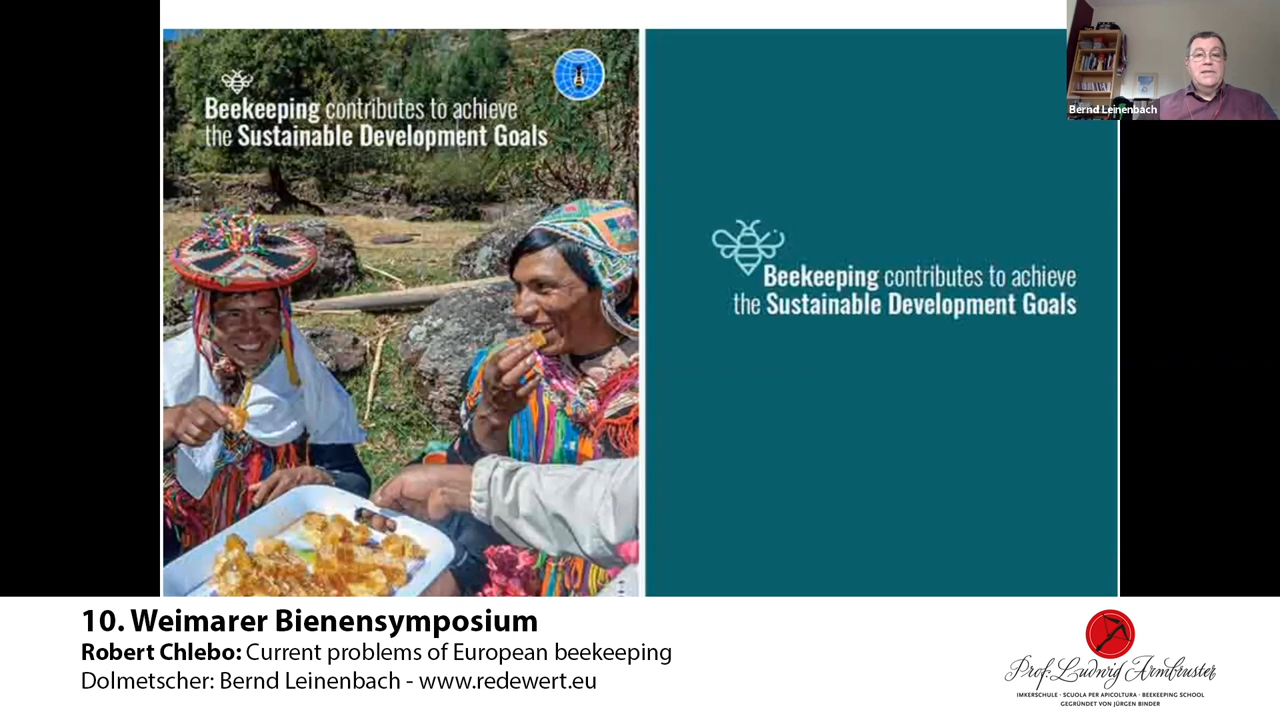 Beekeeping contributes to achieve
the Sustainable Development Goals
Beekeeping contributes to achieve
the Sustainable Development Goals
Bernd Leinenbach
10. Weimarer Bienensymposium
Robert Chlebo: Current problems of European beekeeping
Dolmetscher: Bernd Leinenbach - www.redewert.eu
Prof. Ludwig Armbruster
IMKERSCHULE · SCUOLA PER APICOLTURA · BEEKEEPING SCHOOL
GEGRÜNDET VON JÜRGEN BINDER